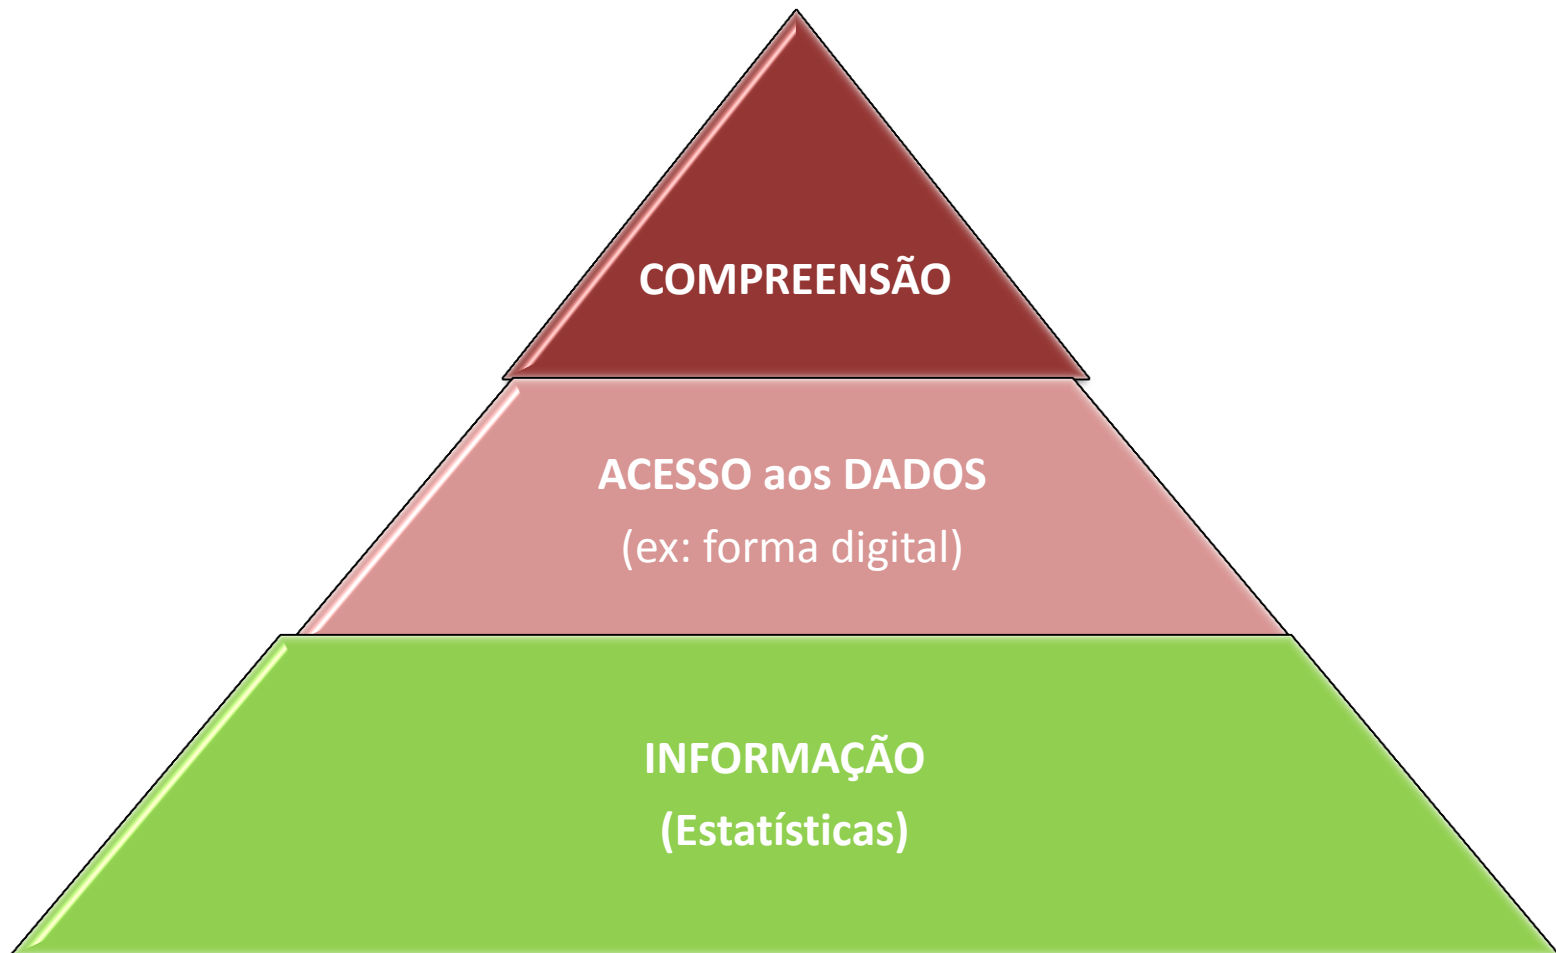 COMPREENSÃO
ACESSO aos DADOS
(ex: forma digital)
INFORMAÇÃO
(Estatísticas)